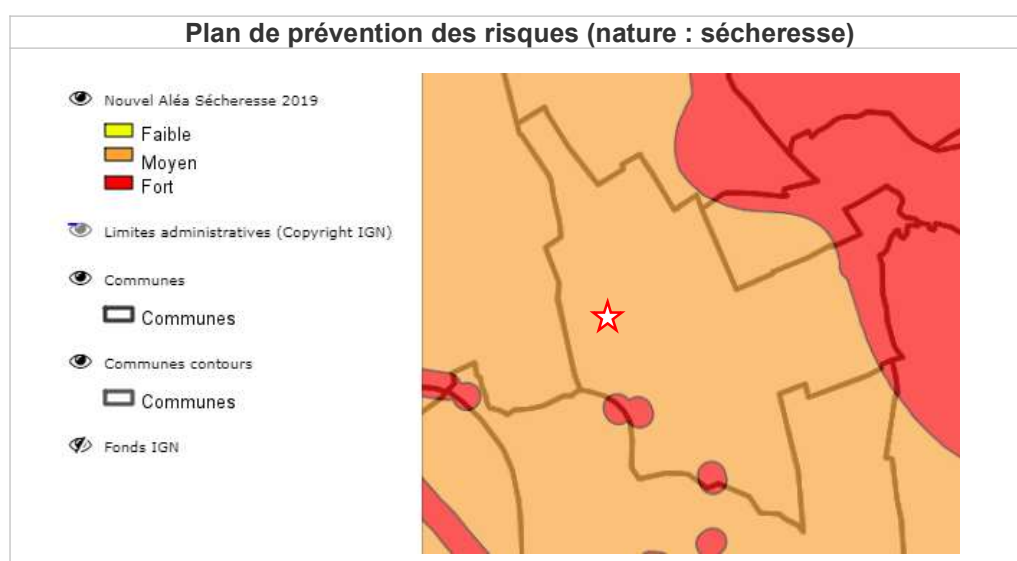 Plan de prévention des risques (nature : sécheresse)
Nouvel Aléa Sécheresse 2019
Faible
Moyen
Fort
Limites administratives (Copyright IGN)
Communes
Communes
Communes contours
Communes
Fonds IGN